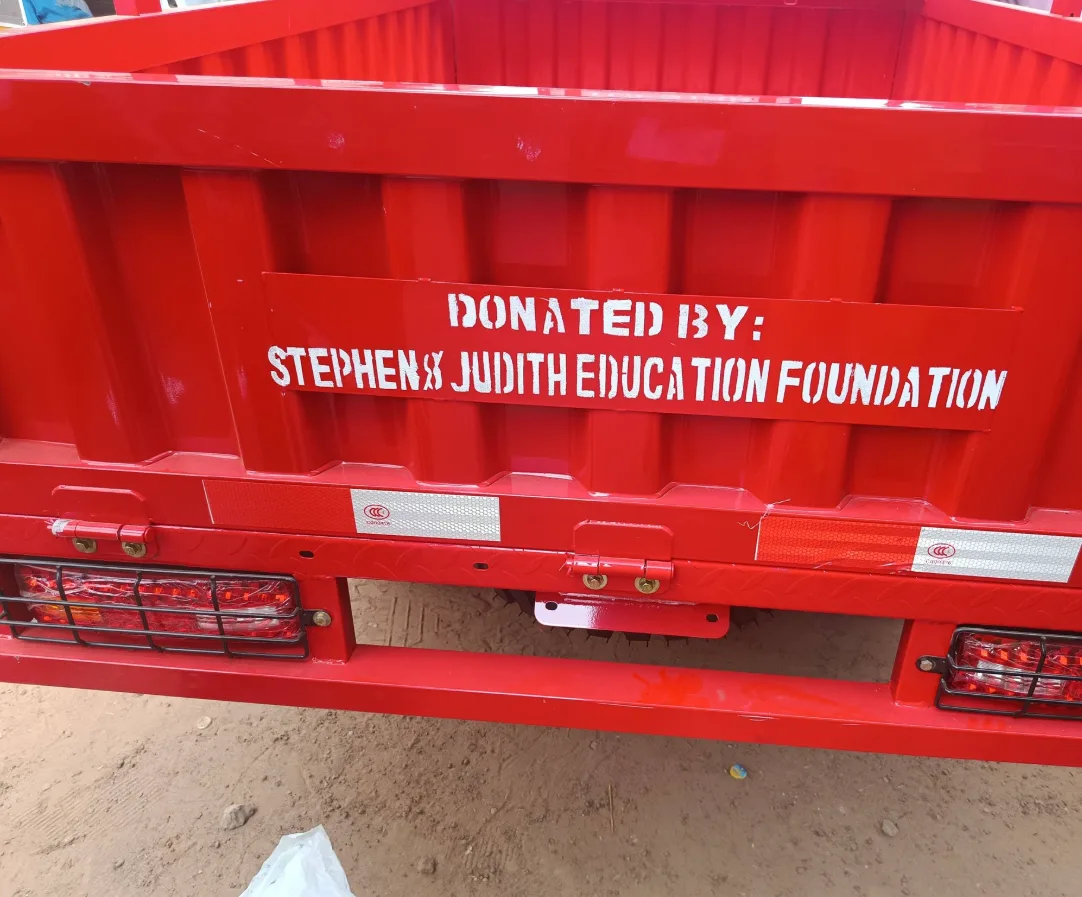 DONATED BY:
STEPHEN & JUDITH EDUCATION FOUNDATION